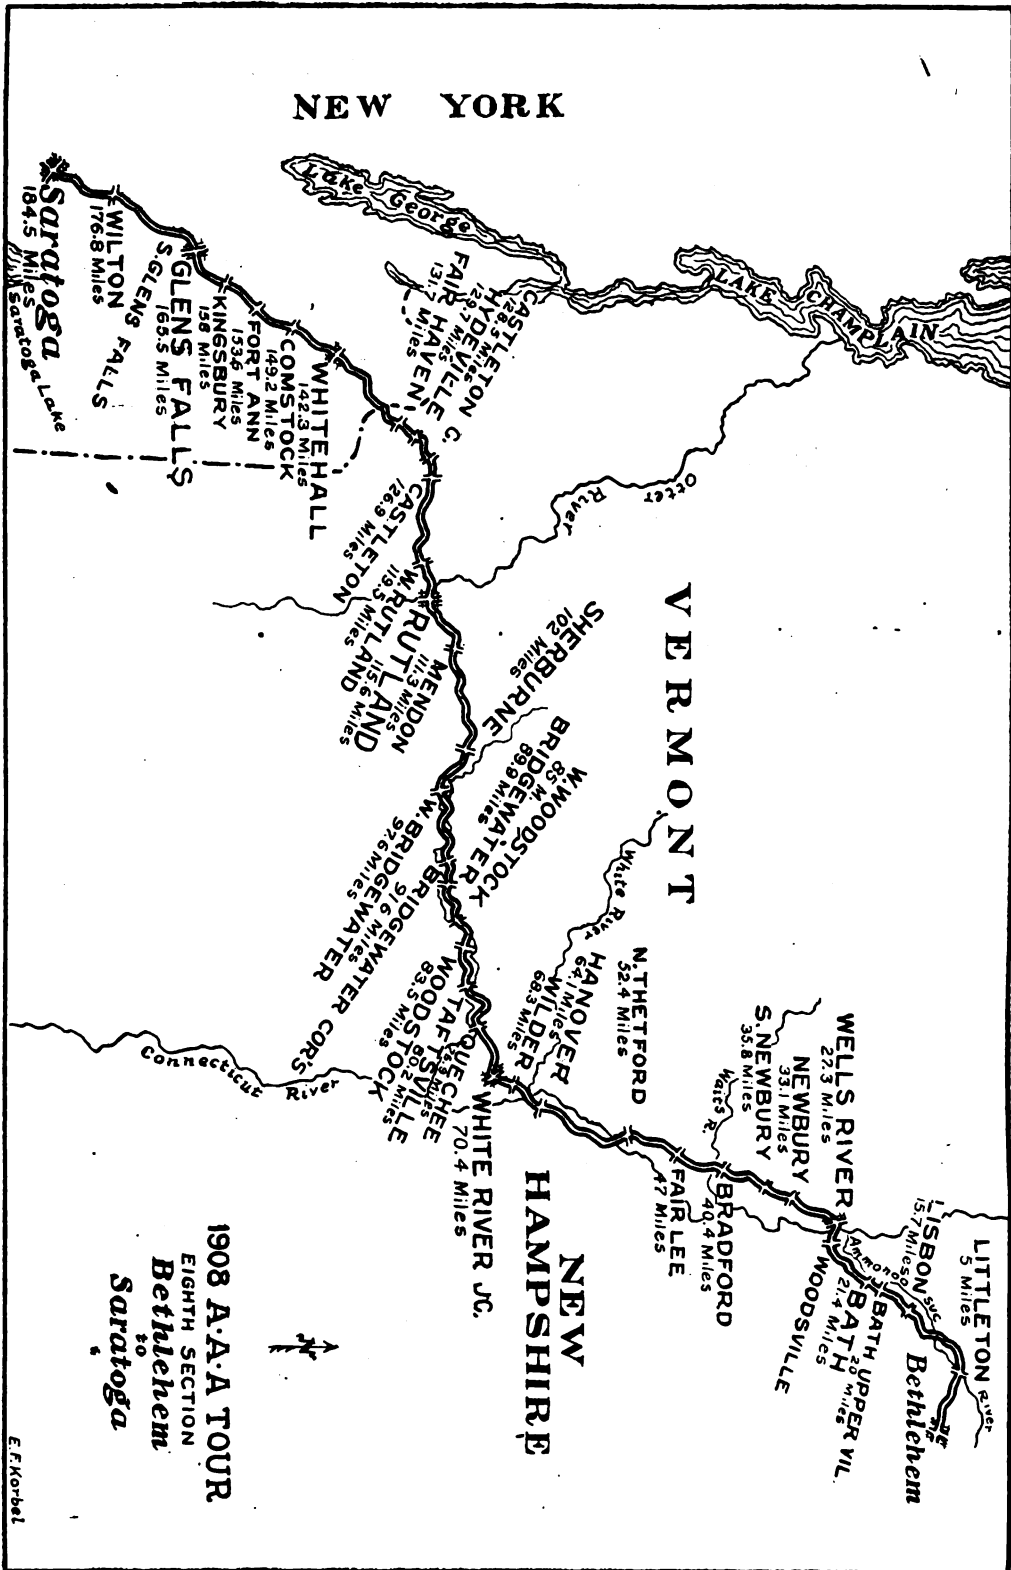 NEW YORK
VERMONT
NEW
HAMPSHIRE
Lake George
LAKE CHAMPLAIN
Otter River
White River
Waits R.
Connecticut River
Ammonoosuc River
Saratoga Lake
Saratoga
184.5 Miles
WILTON
176.8 Miles
S. GLENS FALLS
GLENS FALLS
165.5 Miles
KINGSBURY
158 Miles
FORT ANN
153.6 Miles
COMSTOCK
149.2 Miles
WHITEHALL
142.3 Miles
FAIR HAVEN
131.7 Miles
HYDEVILLE
129.7 Miles
CASTLETON C.
128.5 Miles
CASTLETON
126.9 Miles
W. RUTLAND
119.5 Miles
RUTLAND
115.6 Miles
MENDON
111.3 Miles
SHERBURNE
102 Miles
W. BRIDGEWATER
97.6 Miles
BRIDGEWATER COR'S
91.6 Miles
BRIDGEWATER
89.9 Miles
W. WOODSTOCK
85 M.
WOODSTOCK
83.5 Miles
TAFTSVILLE
80.2 Miles
QUECHEE
Miles
WHITE RIVER JC.
70.4 Miles
WILDER
68.3 Miles
HANOVER
64.1 Miles
N. THETFORD
52.4 Miles
FAIR LEE
47 Miles
BRADFORD
40.4 Miles
S. NEWBURY
35.8 Miles
NEWBURY
33.1 Miles
WELLS RIVER
27.3 Miles
WOODSVILLE
BATH
21.4 Miles
BATH UPPER VIL.
20 Miles
LISBON
15.7 Miles
LITTLETON
5 Miles
Bethlehem
1908 A.A.A TOUR
EIGHTH SECTION
Bethlehem
to
Saratoga
N
E.F. Korbel